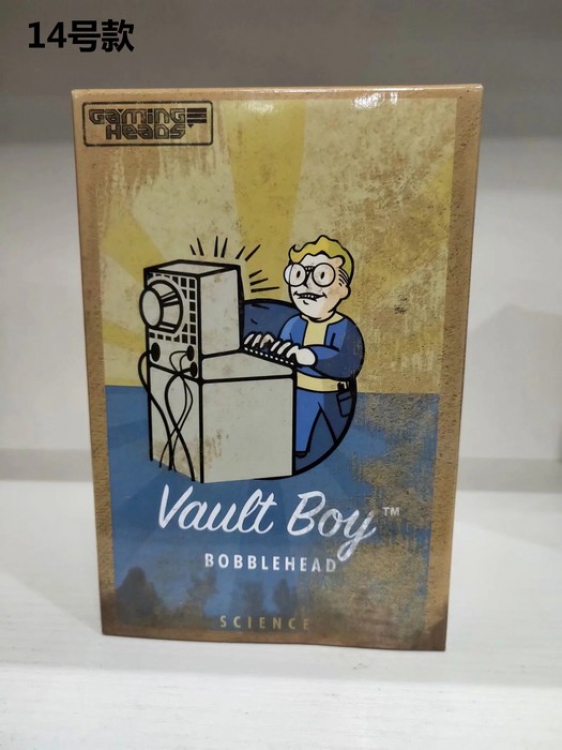 14号款
GaminG
HeaDS
Vault Boy™
BOBBLEHEAD
SCIENCE